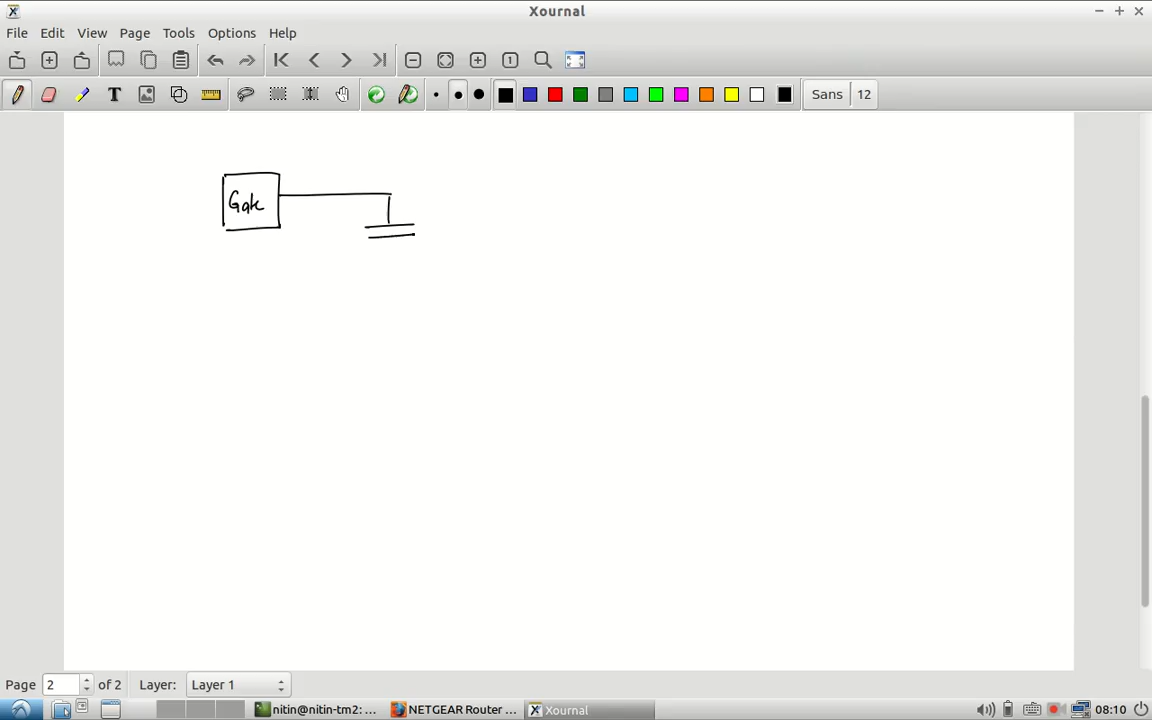 Xournal
File Edit View Page Tools Options Help
Sans 12
Gate
Page 2 of 2 Layer: Layer 1
nitin@nitin-tm2: ... NETGEAR Router ... Xournal 08:10